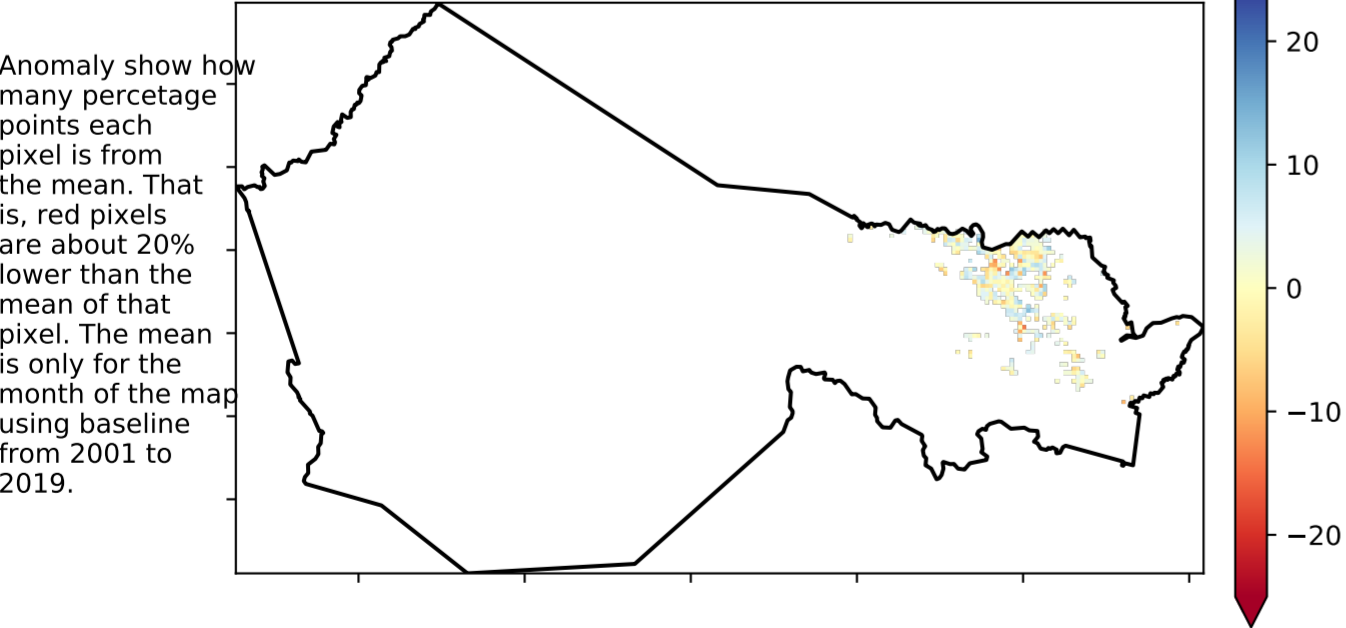 Anomaly show how
many percetage
points each
pixel is from
the mean. That
is, red pixels
are about 20%
lower than the
mean of that
pixel. The mean
is only for the
month of the map
using baseline
from 2001 to
2019.
20
10
0
−10
−20